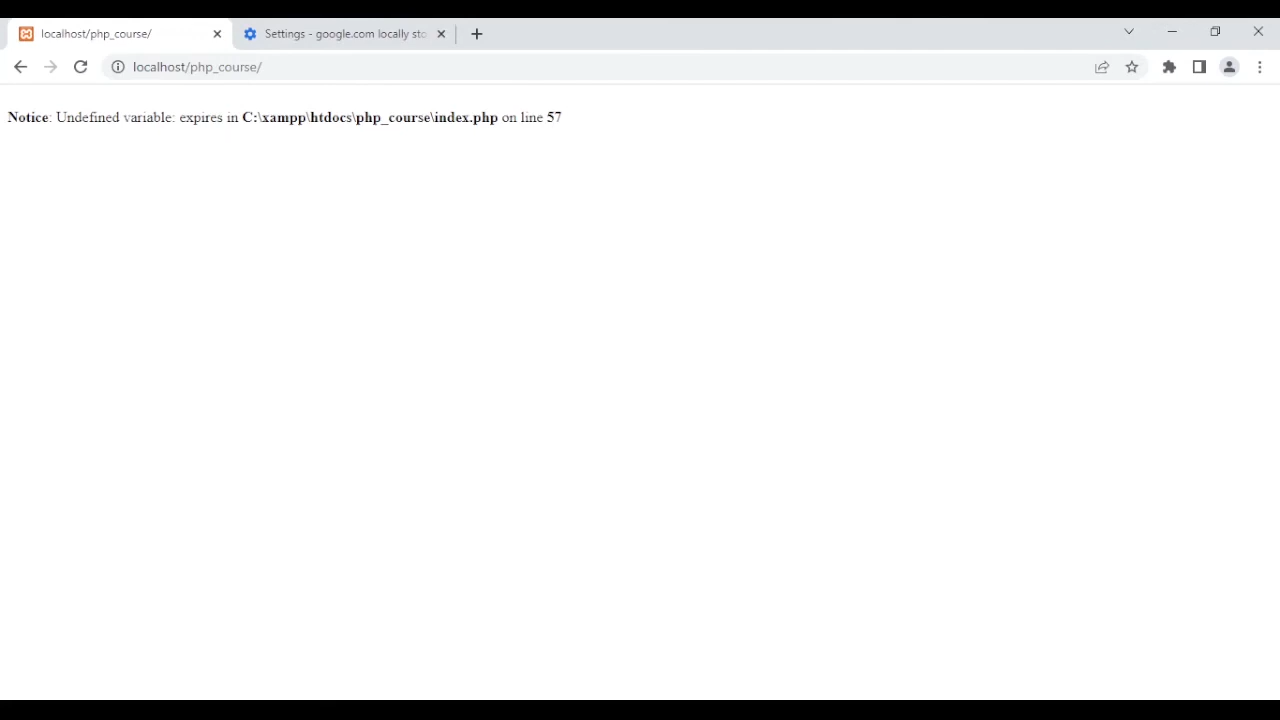 localhost/php_course/
Settings - google.com locally sto
localhost/php_course/
Notice: Undefined variable: expires in C:\xampp\htdocs\php_course\index.php on line 57